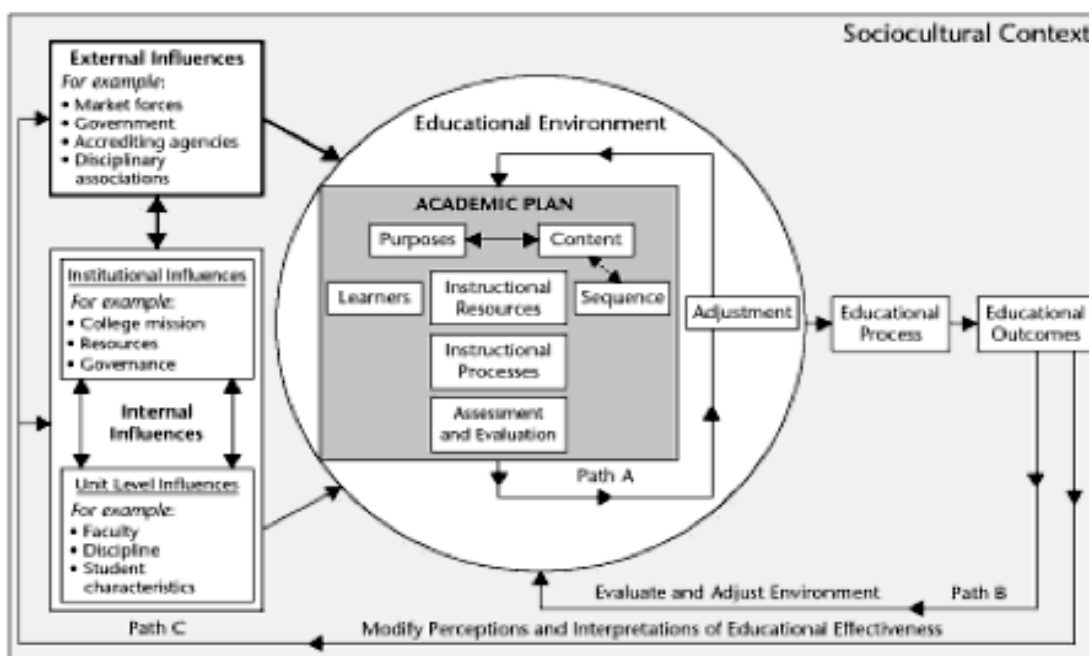 Sociocultural Context
External Influences
For example:
• Market forces
• Government
• Accrediting agencies
• Disciplinary
associations
Institutional Influences
For example:
• College mission
• Resources
• Governance
Internal
Influences
Unit Level Influences
For example:
• Faculty
• Discipline
• Student
characteristics
Educational Environment
ACADEMIC PLAN
Purposes
Content
Learners
Instructional
Resources
Sequence
Instructional
Processes
Assessment
and Evaluation
Path A
Adjustment
Educational
Process
Educational
Outcomes
Evaluate and Adjust Environment
Path B
Path C
Modify Perceptions and Interpretations of Educational Effectiveness